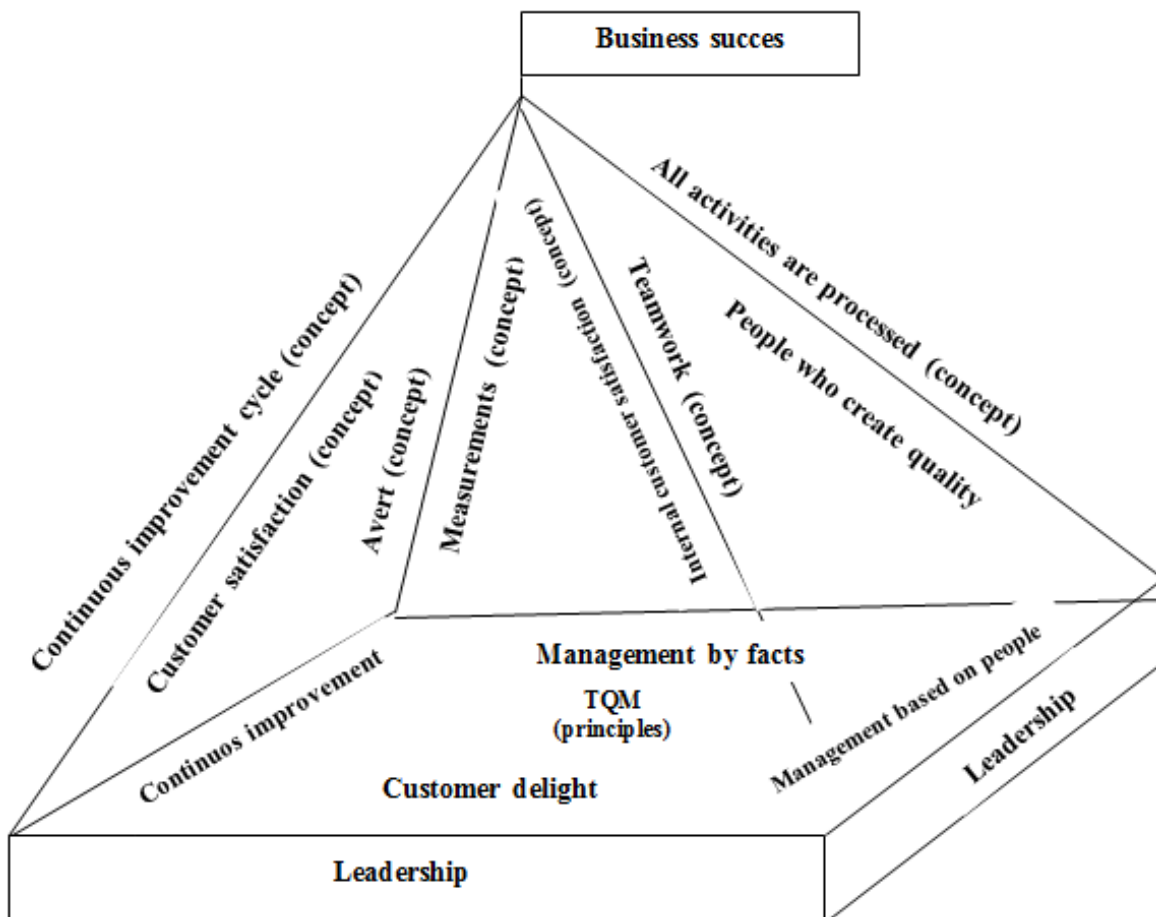 Business succes
All activities are processed (concept)
People who create quality
Teamwork (concept)
Internal customer satisfaction (concept)
Measurements (concept)
Avert (concept)
Customer satisfaction (concept)
Continuous improvement cycle (concept)
Continuos improvement
Management by facts
TQM
(principles)
Management based on people
Customer delight
Leadership
Leadership